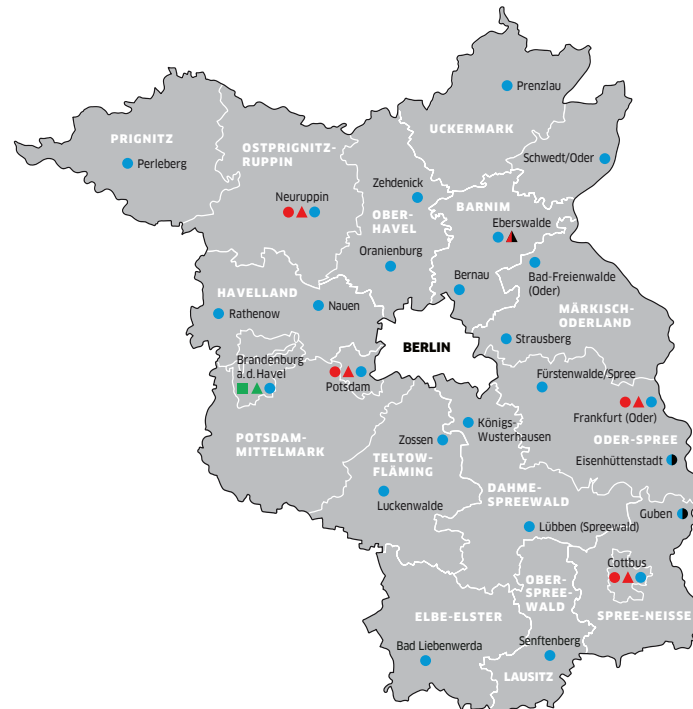 Prenzlau
UCKERMARK
PRIGNITZ
Perleberg
OSTPRIGNITZ-
RUPPIN
Schwedt/Oder
Neuruppin
Zehdenick
OBER-
HAVEL
BARNIM
Eberswalde
Oranienburg
Bernau
Bad-Freienwalde
(Oder)
HAVELLAND
Rathenow
Nauen
MÄRKISCH-
ODERLAND
BERLIN
Strausberg
Brandenburg
a.d.Havel
Potsdam
Fürstenwalde/Spree
Frankfurt (Oder)
POTSDAM-
MITTELMARK
Königs-
Wusterhausen
ODER-SPREE
Zossen
TELTOW-
FLÄMING
Eisenhüttenstadt
Luckenwalde
DAHME-
SPREEWALD
Guben
Lübben (Spreewald)
Cottbus
OBER-
SPREE-
WALD
ELBE-ELSTER
SPREE-NEISSE
Bad Liebenwerda
Senftenberg
LAUSITZ